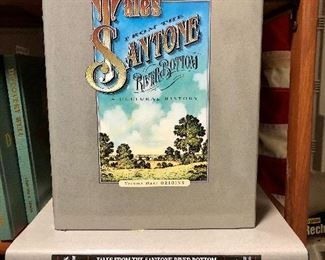 Tales
FROM THE
SANTONE
RIVER BOTTOM
A CULTURAL HISTORY
Volume One: ORIGINS
TALES FROM THE SANTONE RIVER BOTTOM